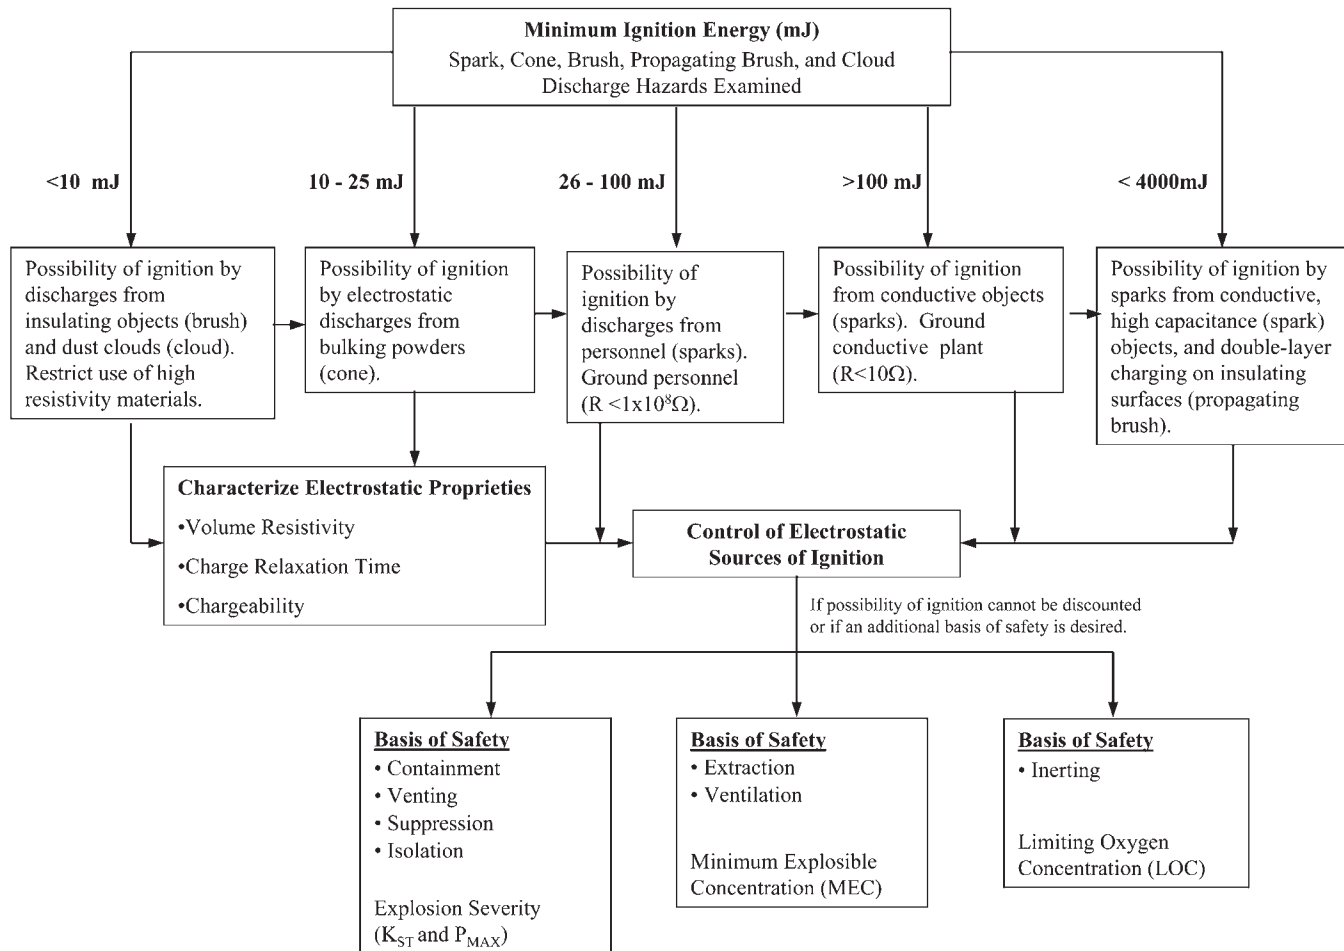 Minimum Ignition Energy (mJ)
Spark, Cone, Brush, Propagating Brush, and Cloud
Discharge Hazards Examined
<10 mJ
10 - 25 mJ
26 - 100 mJ
>100 mJ
< 4000mJ
Possibility of ignition by
discharges from
insulating objects (brush)
and dust clouds (cloud).
Restrict use of high
resistivity materials.
Possibility of ignition
by electrostatic
discharges from
bulking powders
(cone).
Possibility of
ignition by
discharges from
personnel (sparks).
Ground personnel
(R <1x10⁸Ω).
Possibility of ignition
from conductive objects
(sparks). Ground
conductive plant
(R<10Ω).
Possibility of ignition by
sparks from conductive,
high capacitance (spark)
objects, and double-layer
charging on insulating
surfaces (propagating
brush).
Characterize Electrostatic Proprieties
•Volume Resistivity
•Charge Relaxation Time
•Chargeability
Control of Electrostatic
Sources of Ignition
If possibility of ignition cannot be discounted
or if an additional basis of safety is desired.
Basis of Safety
• Containment
• Venting
• Suppression
• Isolation
Explosion Severity
(K_ST and P_MAX)
Basis of Safety
• Extraction
• Ventilation
Minimum Explosible
Concentration (MEC)
Basis of Safety
• Inerting
Limiting Oxygen
Concentration (LOC)